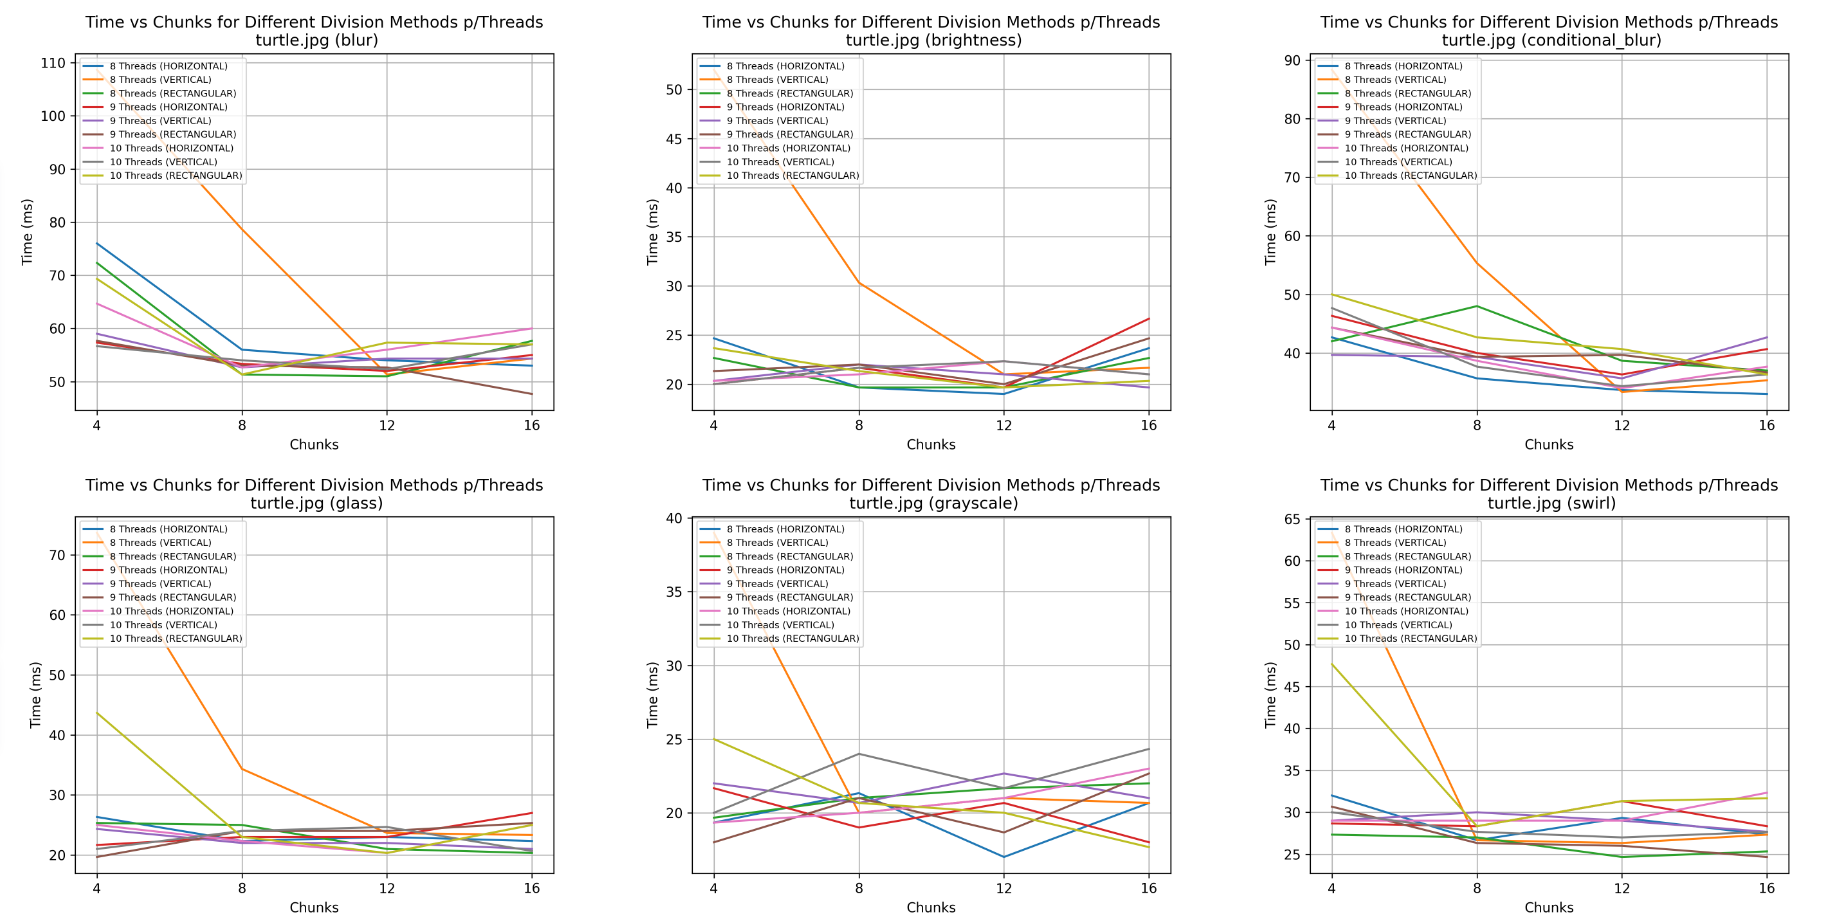 Time vs Chunks for Different Division Methods p/Threads
turtle.jpg (blur)
110
100
90
80
70
60
50
Time (ms)
8 Threads (HORIZONTAL)
8 Threads (VERTICAL)
8 Threads (RECTANGULAR)
9 Threads (HORIZONTAL)
9 Threads (VERTICAL)
9 Threads (RECTANGULAR)
10 Threads (HORIZONTAL)
10 Threads (VERTICAL)
10 Threads (RECTANGULAR)
4 8 12 16
Chunks
Time vs Chunks for Different Division Methods p/Threads
turtle.jpg (brightness)
50
45
40
35
30
25
20
Time (ms)
8 Threads (HORIZONTAL)
8 Threads (VERTICAL)
8 Threads (RECTANGULAR)
9 Threads (HORIZONTAL)
9 Threads (VERTICAL)
9 Threads (RECTANGULAR)
10 Threads (HORIZONTAL)
10 Threads (VERTICAL)
10 Threads (RECTANGULAR)
4 8 12 16
Chunks
Time vs Chunks for Different Division Methods p/Threads
turtle.jpg (conditional_blur)
90
80
70
60
50
40
Time (ms)
8 Threads (HORIZONTAL)
8 Threads (VERTICAL)
8 Threads (RECTANGULAR)
9 Threads (HORIZONTAL)
9 Threads (VERTICAL)
9 Threads (RECTANGULAR)
10 Threads (HORIZONTAL)
10 Threads (VERTICAL)
10 Threads (RECTANGULAR)
4 8 12 16
Chunks
Time vs Chunks for Different Division Methods p/Threads
turtle.jpg (glass)
70
60
50
40
30
20
Time (ms)
8 Threads (HORIZONTAL)
8 Threads (VERTICAL)
8 Threads (RECTANGULAR)
9 Threads (HORIZONTAL)
9 Threads (VERTICAL)
9 Threads (RECTANGULAR)
10 Threads (HORIZONTAL)
10 Threads (VERTICAL)
10 Threads (RECTANGULAR)
4 8 12 16
Chunks
Time vs Chunks for Different Division Methods p/Threads
turtle.jpg (grayscale)
40
35
30
25
20
Time (ms)
8 Threads (HORIZONTAL)
8 Threads (VERTICAL)
8 Threads (RECTANGULAR)
9 Threads (HORIZONTAL)
9 Threads (VERTICAL)
9 Threads (RECTANGULAR)
10 Threads (HORIZONTAL)
10 Threads (VERTICAL)
10 Threads (RECTANGULAR)
4 8 12 16
Chunks
Time vs Chunks for Different Division Methods p/Threads
turtle.jpg (swirl)
65
60
55
50
45
40
35
30
25
Time (ms)
8 Threads (HORIZONTAL)
8 Threads (VERTICAL)
8 Threads (RECTANGULAR)
9 Threads (HORIZONTAL)
9 Threads (VERTICAL)
9 Threads (RECTANGULAR)
10 Threads (HORIZONTAL)
10 Threads (VERTICAL)
10 Threads (RECTANGULAR)
4 8 12 16
Chunks